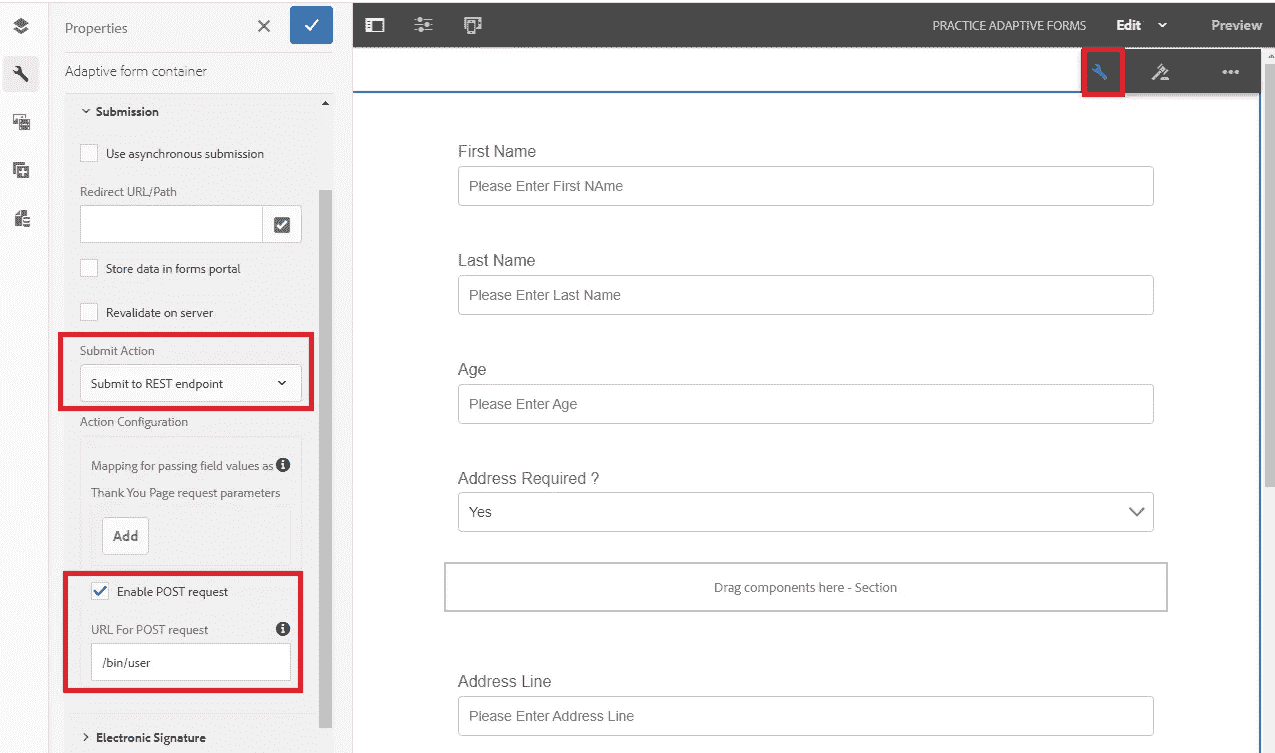 Properties
Adaptive form container
Submission
Use asynchronous submission
Redirect URL/Path
Store data in forms portal
Revalidate on server
Submit Action
Submit to REST endpoint
Action Configuration
Mapping for passing field values as
Thank You Page request parameters
Add
Enable POST request
URL For POST request
/bin/user
Electronic Signature
PRACTICE ADAPTIVE FORMS Edit Preview
First Name
Please Enter First NAme
Last Name
Please Enter Last Name
Age
Please Enter Age
Address Required ?
Yes
Drag components here - Section
Address Line
Please Enter Address Line